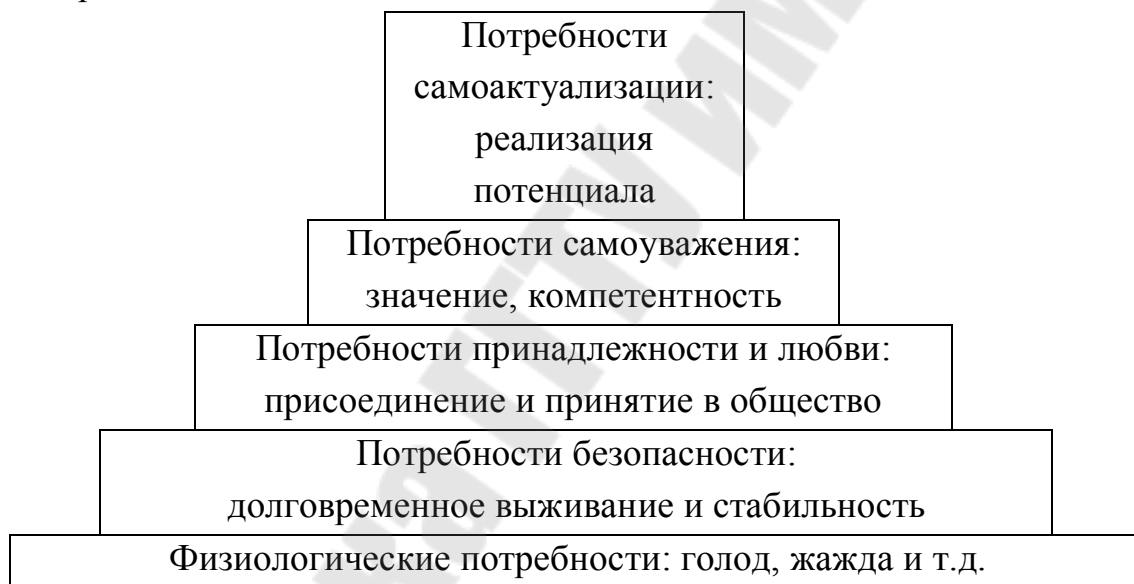 Потребности
самоактуализации:
реализация
потенциала
Потребности самоуважения:
значение, компетентность
Потребности принадлежности и любви:
присоединение и принятие в общество
Потребности безопасности:
долговременное выживание и стабильность
Физиологические потребности: голод, жажда и т.д.